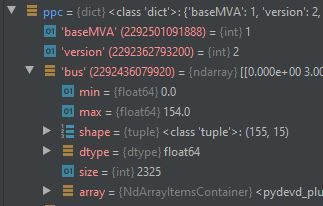 ppc = {dict} <class 'dict'>: {'baseMVA': 1, 'version': 2,
'baseMVA' (2292501091888) = {int} 1
'version' (2292362793200) = {int} 2
'bus' (2292436079920) = {ndarray} [[0.000e+00 3.00
min = {float64} 0.0
max = {float64} 154.0
shape = {tuple} <class 'tuple'>: (155, 15)
dtype = {dtype} float64
size = {int} 2325
array = {NdArrayItemsContainer} <pydevd_plu